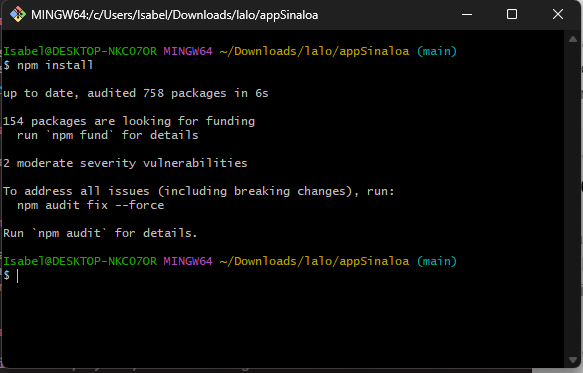 MINGW64:/c/Users/Isabel/Downloads/lalo/appSinaloa
Isabel@DESKTOP-NKCO7OR MINGW64 ~/Downloads/lalo/appSinaloa (main)
$ npm install
up to date, audited 758 packages in 6s
154 packages are looking for funding
  run `npm fund` for details
2 moderate severity vulnerabilities
To address all issues (including breaking changes), run:
  npm audit fix --force
Run `npm audit` for details.
Isabel@DESKTOP-NKCO7OR MINGW64 ~/Downloads/lalo/appSinaloa (main)
$